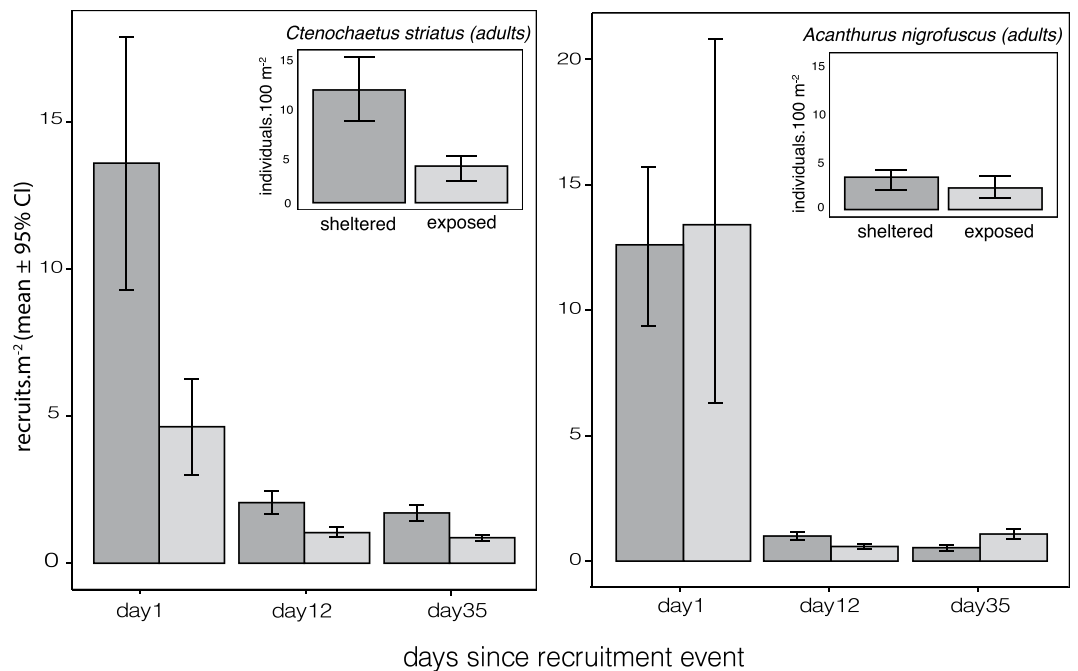 Ctenochaetus striatus (adults)
individuals.100 m⁻²
15
10
5
0
sheltered exposed
recruits.m⁻² (mean ± 95% CI)
15
10
5
0
day1 day12 day35
Acanthurus nigrofuscus (adults)
individuals.100 m⁻²
15
10
5
0
sheltered exposed
20
15
10
5
0
day1 day12 day35
days since recruitment event